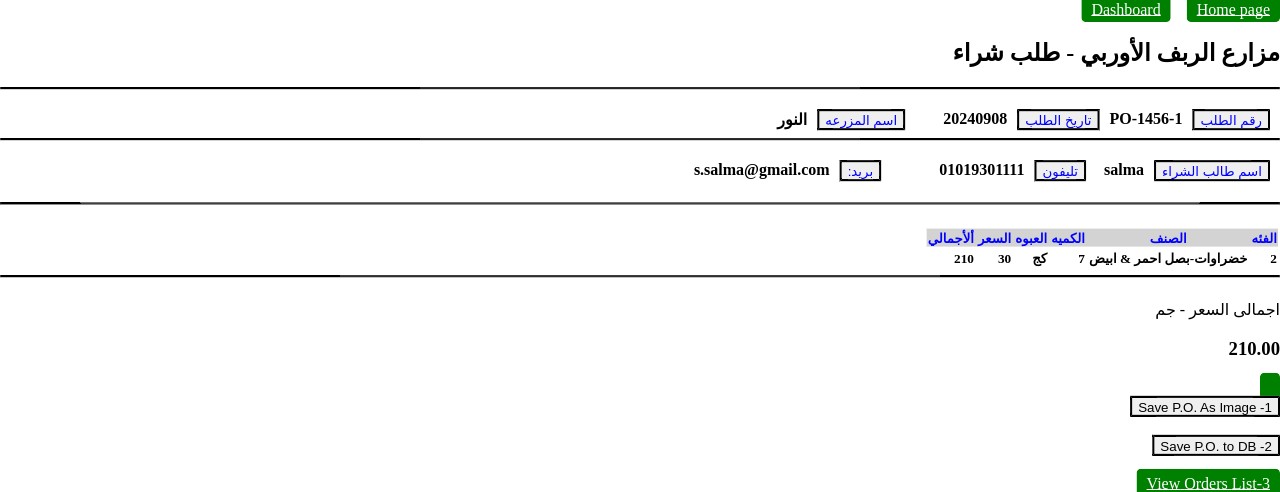 Home page Dashboard
مزارع الريف الأوربي - طلب شراء
رقم الطلب PO-1456-1 تاريخ الطلب 20240908 اسم المزرعه النور
اسم طالب الشراء salma تليفون 01019301111 بريد: s.salma@gmail.com
الفئه الصنف الكميه العبوه السعر ألأجمالي
2 خضراوات-بصل احمر & ابيض 7 كج 30 210
اجمالى السعر - جم
210.00
Save P.O. As Image -1
Save P.O. to DB -2
View Orders List-3